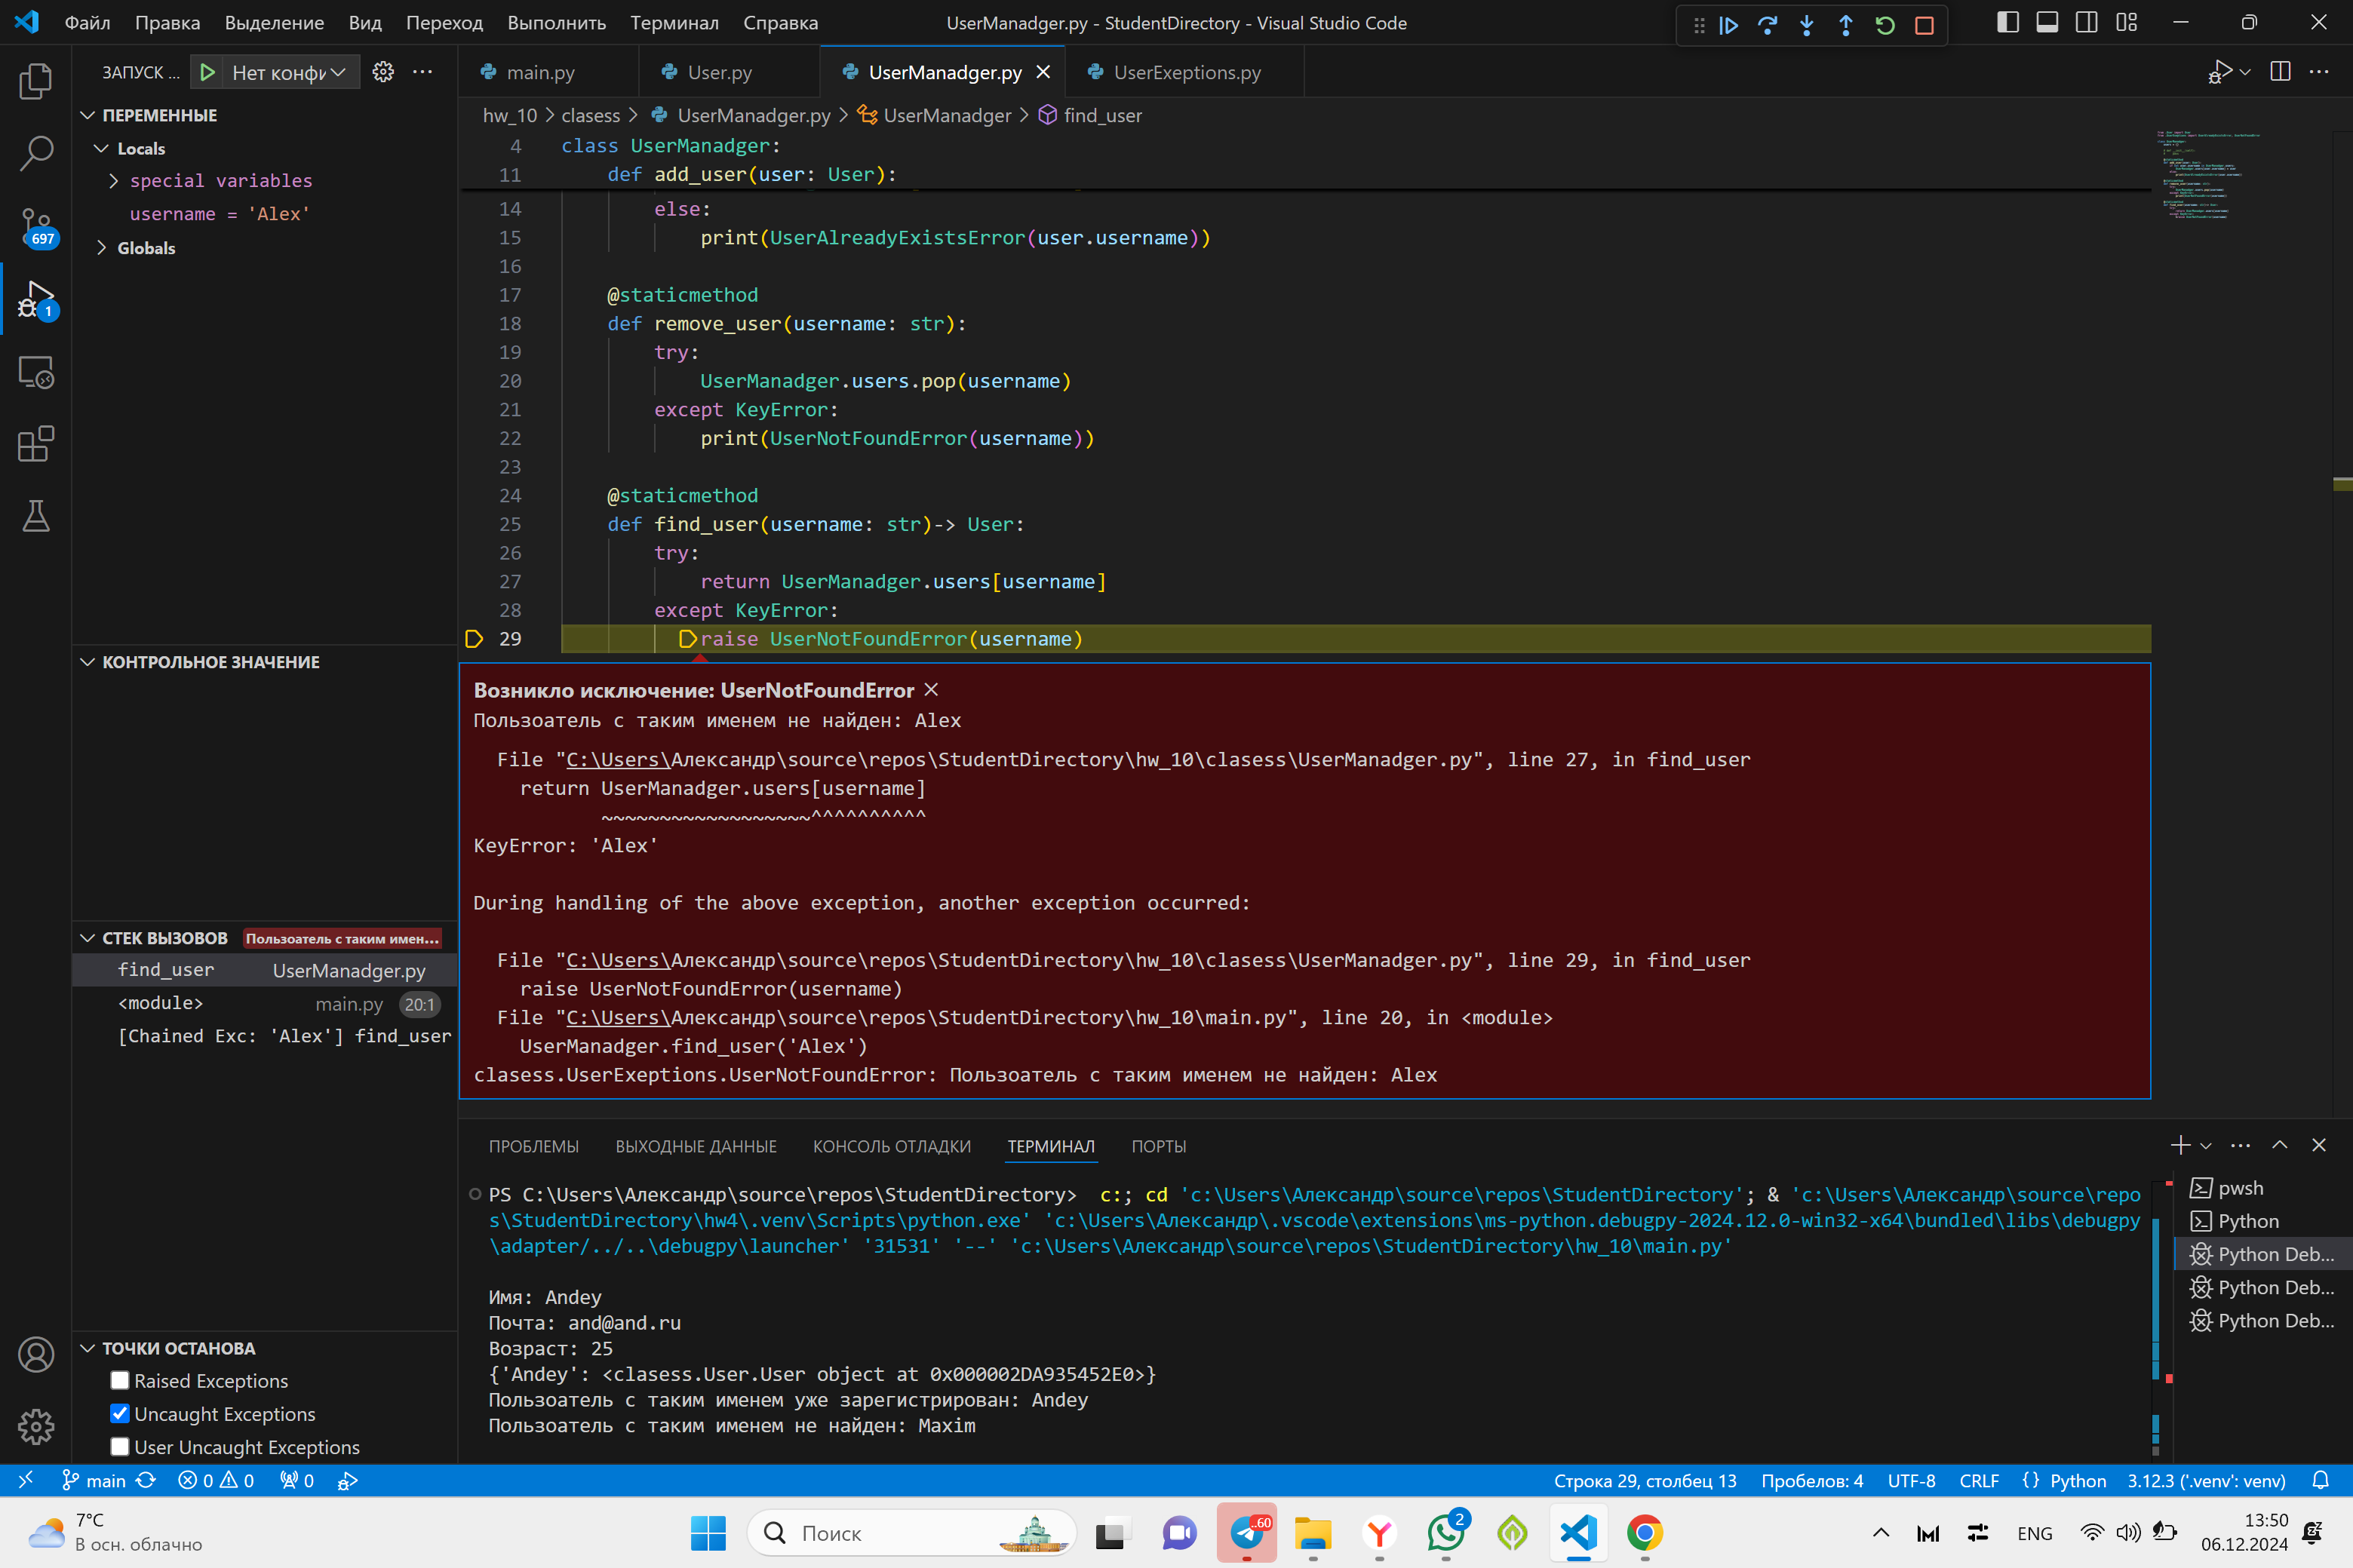 Файл Правка Выделение Вид Переход Выполнить Терминал Справка
UserManadger.py - StudentDirectory - Visual Studio Code
ЗАПУСК ...
Нет конфи
main.py
User.py
UserManadger.py
UserExeptions.py
hw_10 > clasess > UserManadger.py > UserManadger > find_user
ПЕРЕМЕННЫЕ
Locals
special variables
username = 'Alex'
Globals
697
1
4 class UserManadger:
11 def add_user(user: User):
14 else:
15 print(UserAlreadyExistsError(user.username))
16
17 @staticmethod
18 def remove_user(username: str):
19 try:
20 UserManadger.users.pop(username)
21 except KeyError:
22 print(UserNotFoundError(username))
23
24 @staticmethod
25 def find_user(username: str)-> User:
26 try:
27 return UserManadger.users[username]
28 except KeyError:
29 raise UserNotFoundError(username)
КОНТРОЛЬНОЕ ЗНАЧЕНИЕ
Возникло исключение: UserNotFoundError
Пользоатель с таким именем не найден: Alex
File "C:\Users\Александр\source\repos\StudentDirectory\hw_10\clasess\UserManadger.py", line 27, in find_user
return UserManadger.users[username]
~~~~~~~~~~~~~~~~~~^^^^^^^^^^
KeyError: 'Alex'
During handling of the above exception, another exception occurred:
File "C:\Users\Александр\source\repos\StudentDirectory\hw_10\clasess\UserManadger.py", line 29, in find_user
raise UserNotFoundError(username)
File "C:\Users\Александр\source\repos\StudentDirectory\hw_10\main.py", line 20, in <module>
UserManadger.find_user('Alex')
clasess.UserExeptions.UserNotFoundError: Пользоатель с таким именем не найден: Alex
СТЕК ВЫЗОВОВ Пользоатель с таким имен...
find_user UserManadger.py
<module> main.py 20:1
[Chained Exc: 'Alex'] find_user
ТОЧКИ ОСТАНОВА
Raised Exceptions
Uncaught Exceptions
User Uncaught Exceptions
ПРОБЛЕМЫ ВЫХОДНЫЕ ДАННЫЕ КОНСОЛЬ ОТЛАДКИ ТЕРМИНАЛ ПОРТЫ
PS C:\Users\Александр\source\repos\StudentDirectory> c:; cd 'c:\Users\Александр\source\repos\StudentDirectory'; & 'c:\Users\Александр\source\repo
s\StudentDirectory\hw4\.venv\Scripts\python.exe' 'c:\Users\Александр\.vscode\extensions\ms-python.debugpy-2024.12.0-win32-x64\bundled\libs\debugpy
\adapter/../..\debugpy\launcher' '31531' '--' 'c:\Users\Александр\source\repos\StudentDirectory\hw_10\main.py'
Имя: Andey
Почта: and@and.ru
Возраст: 25
{'Andey': <clasess.User.User object at 0x000002DA935452E0>}
Пользоатель с таким именем уже зарегистрирован: Andey
Пользоатель с таким именем не найден: Maxim
pwsh
Python
Python Deb...
Python Deb...
Python Deb...
main 0 0 0
Строка 29, столбец 13 Пробелов: 4 UTF-8 CRLF {} Python 3.12.3 ('.venv': venv)
7°C
В осн. облачно
Поиск
..60
2
ENG
13:50
06.12.2024